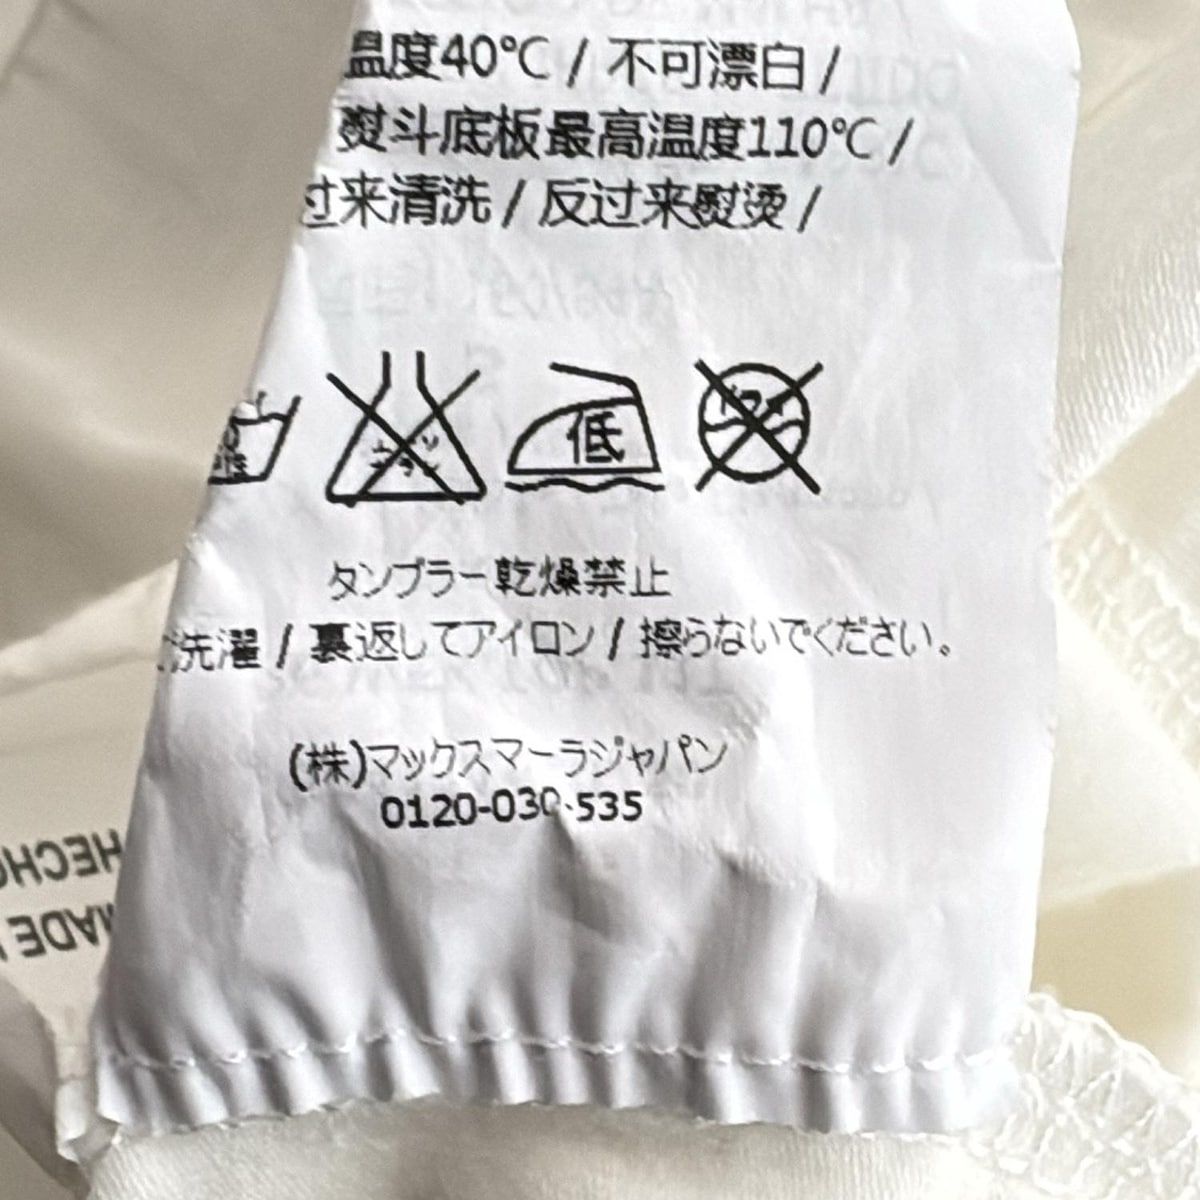 温度40℃ / 不可漂白 /
熨斗底板最高温度110℃ /
过来清洗 / 反过来熨烫 /
低
タンブラー乾燥禁止
洗濯 / 裏返してアイロン / 擦らないでください。
(株)マックスマーラジャパン
0120-030-535
HECHO
MADE